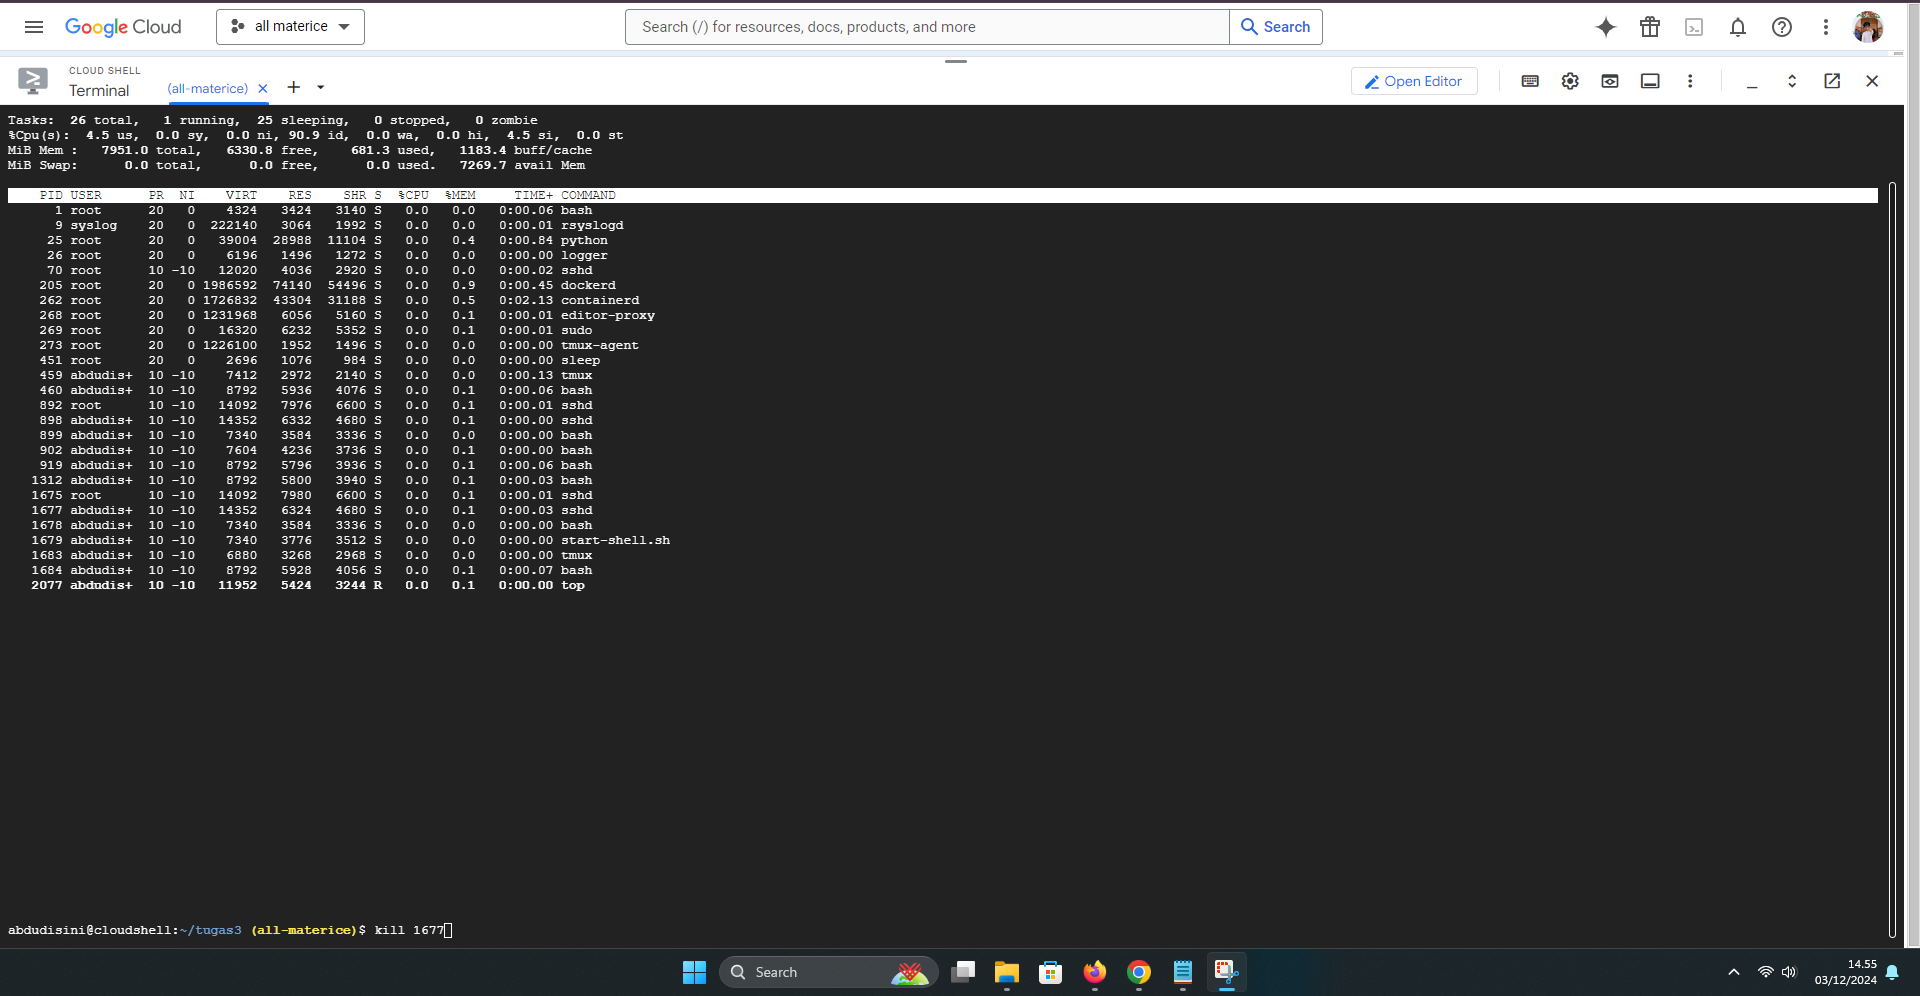 Google Cloud
all materice
Search (/) for resources, docs, products, and more
Search
CLOUD SHELL
Terminal
(all-materice)
Open Editor
Tasks:  26 total,   1 running,  25 sleeping,   0 stopped,   0 zombie
%Cpu(s):  4.5 us,  0.0 sy,  0.0 ni, 90.9 id,  0.0 wa,  0.0 hi,  4.5 si,  0.0 st
MiB Mem :   7951.0 total,   6330.8 free,    681.3 used,   1183.4 buff/cache
MiB Swap:      0.0 total,      0.0 free,      0.0 used.   7269.7 avail Mem
PID USER      PR  NI    VIRT    RES    SHR S  %CPU  %MEM     TIME+ COMMAND
1 root      20   0    4324   3424   3140 S   0.0   0.0   0:00.06 bash
9 syslog    20   0  222140   3064   1992 S   0.0   0.0   0:00.01 rsyslogd
25 root      20   0   39004  28988  11104 S   0.0   0.4   0:00.84 python
26 root      20   0    6196   1496   1272 S   0.0   0.0   0:00.00 logger
70 root      10 -10   12020   4036   2920 S   0.0   0.0   0:00.02 sshd
205 root      20   0 1986592  74140  54496 S   0.0   0.9   0:00.45 dockerd
262 root      20   0 1726832  43304  31188 S   0.0   0.5   0:02.13 containerd
268 root      20   0 1231968   6056   5160 S   0.0   0.1   0:00.01 editor-proxy
269 root      20   0   16320   6232   5352 S   0.0   0.1   0:00.01 sudo
273 root      20   0 1226100   1952   1496 S   0.0   0.0   0:00.00 tmux-agent
451 root      20   0    2696   1076    984 S   0.0   0.0   0:00.00 sleep
459 abdudis+  10 -10    7412   2972   2140 S   0.0   0.0   0:00.13 tmux
460 abdudis+  10 -10    8792   5936   4076 S   0.0   0.1   0:00.06 bash
892 root      10 -10   14092   7976   6600 S   0.0   0.1   0:00.01 sshd
898 abdudis+  10 -10   14352   6332   4680 S   0.0   0.1   0:00.00 sshd
899 abdudis+  10 -10    7340   3584   3336 S   0.0   0.0   0:00.00 bash
902 abdudis+  10 -10    7604   4236   3736 S   0.0   0.1   0:00.00 bash
919 abdudis+  10 -10    8792   5796   3936 S   0.0   0.1   0:00.06 bash
1312 abdudis+  10 -10    8792   5800   3940 S   0.0   0.1   0:00.03 bash
1675 root      10 -10   14092   7980   6600 S   0.0   0.1   0:00.01 sshd
1677 abdudis+  10 -10   14352   6324   4680 S   0.0   0.1   0:00.03 sshd
1678 abdudis+  10 -10    7340   3584   3336 S   0.0   0.0   0:00.00 bash
1679 abdudis+  10 -10    7340   3776   3512 S   0.0   0.0   0:00.00 start-shell.sh
1683 abdudis+  10 -10    6880   3268   2968 S   0.0   0.0   0:00.00 tmux
1684 abdudis+  10 -10    8792   5928   4056 S   0.0   0.1   0:00.07 bash
2077 abdudis+  10 -10   11952   5424   3244 R   0.0   0.1   0:00.00 top
abdudisini@cloudshell:~/tugas3 (all-materice)$ kill 1677
Search
14.55
03/12/2024